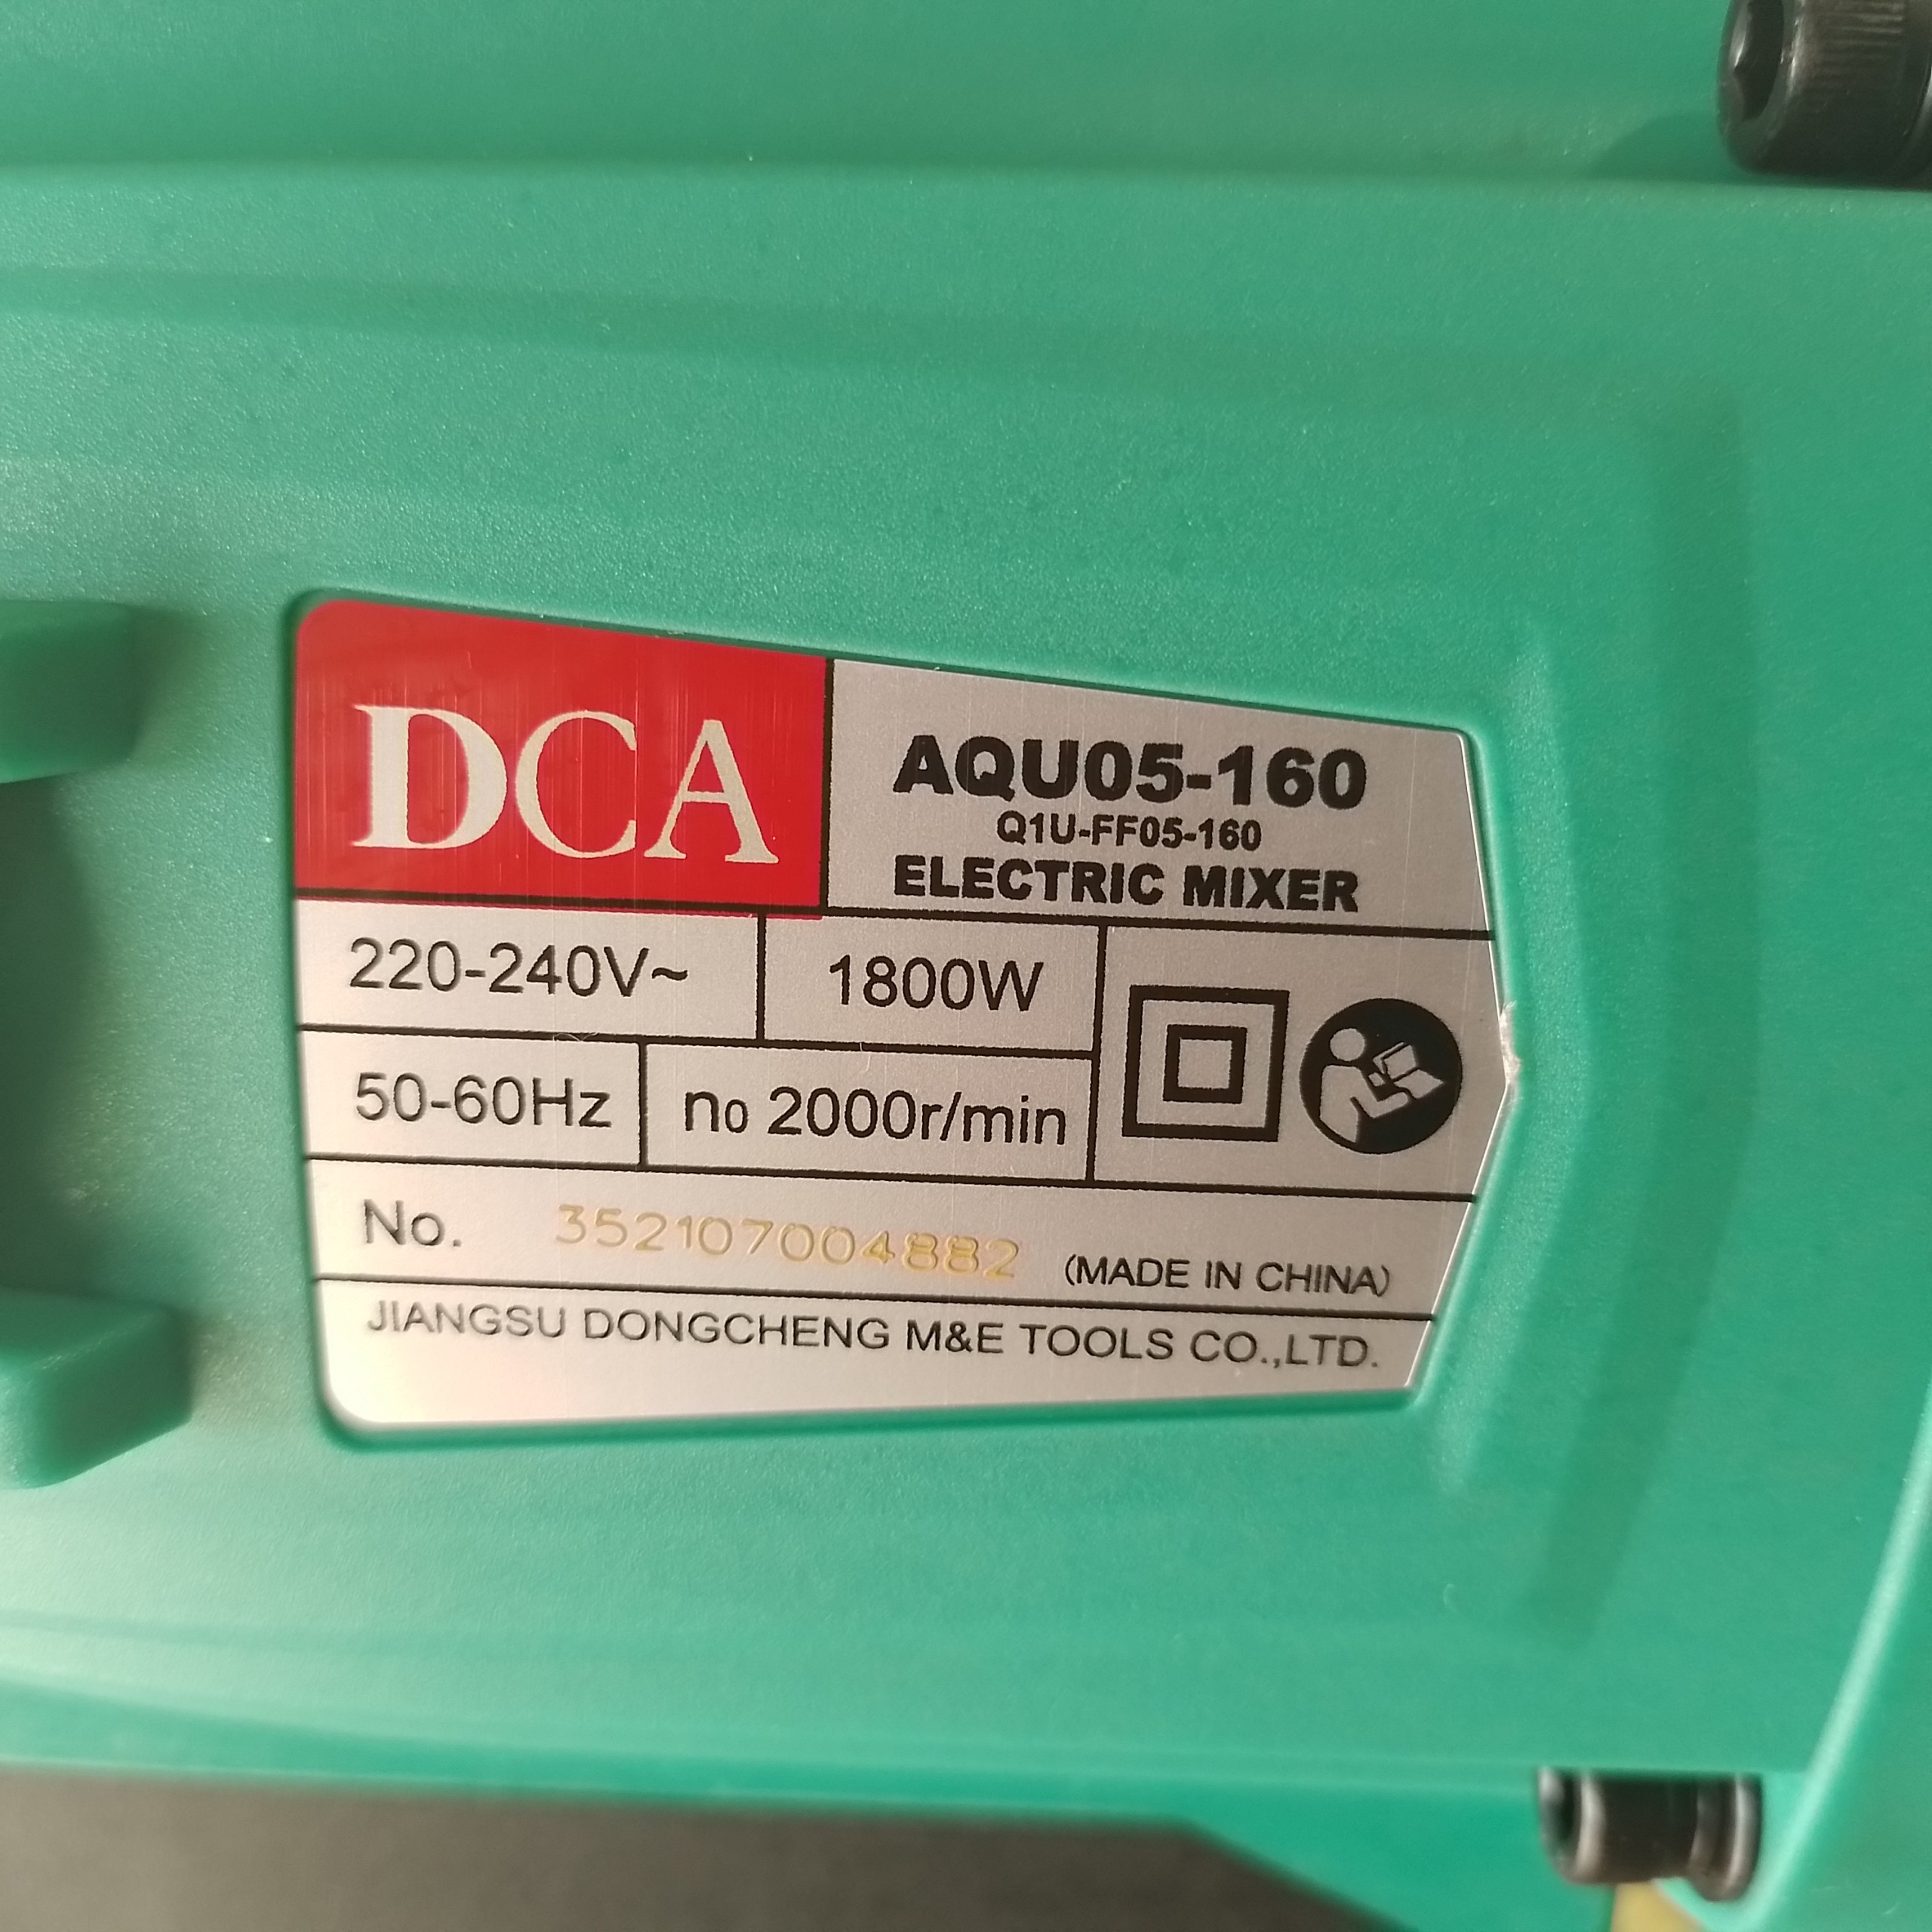 DCA
AQU05-160
Q1U-FF05-160
ELECTRIC MIXER
220-240V~
1800W
50-60Hz
n₀ 2000r/min
No. 352107004882 (MADE IN CHINA)
JIANGSU DONGCHENG M&E TOOLS CO.,LTD.